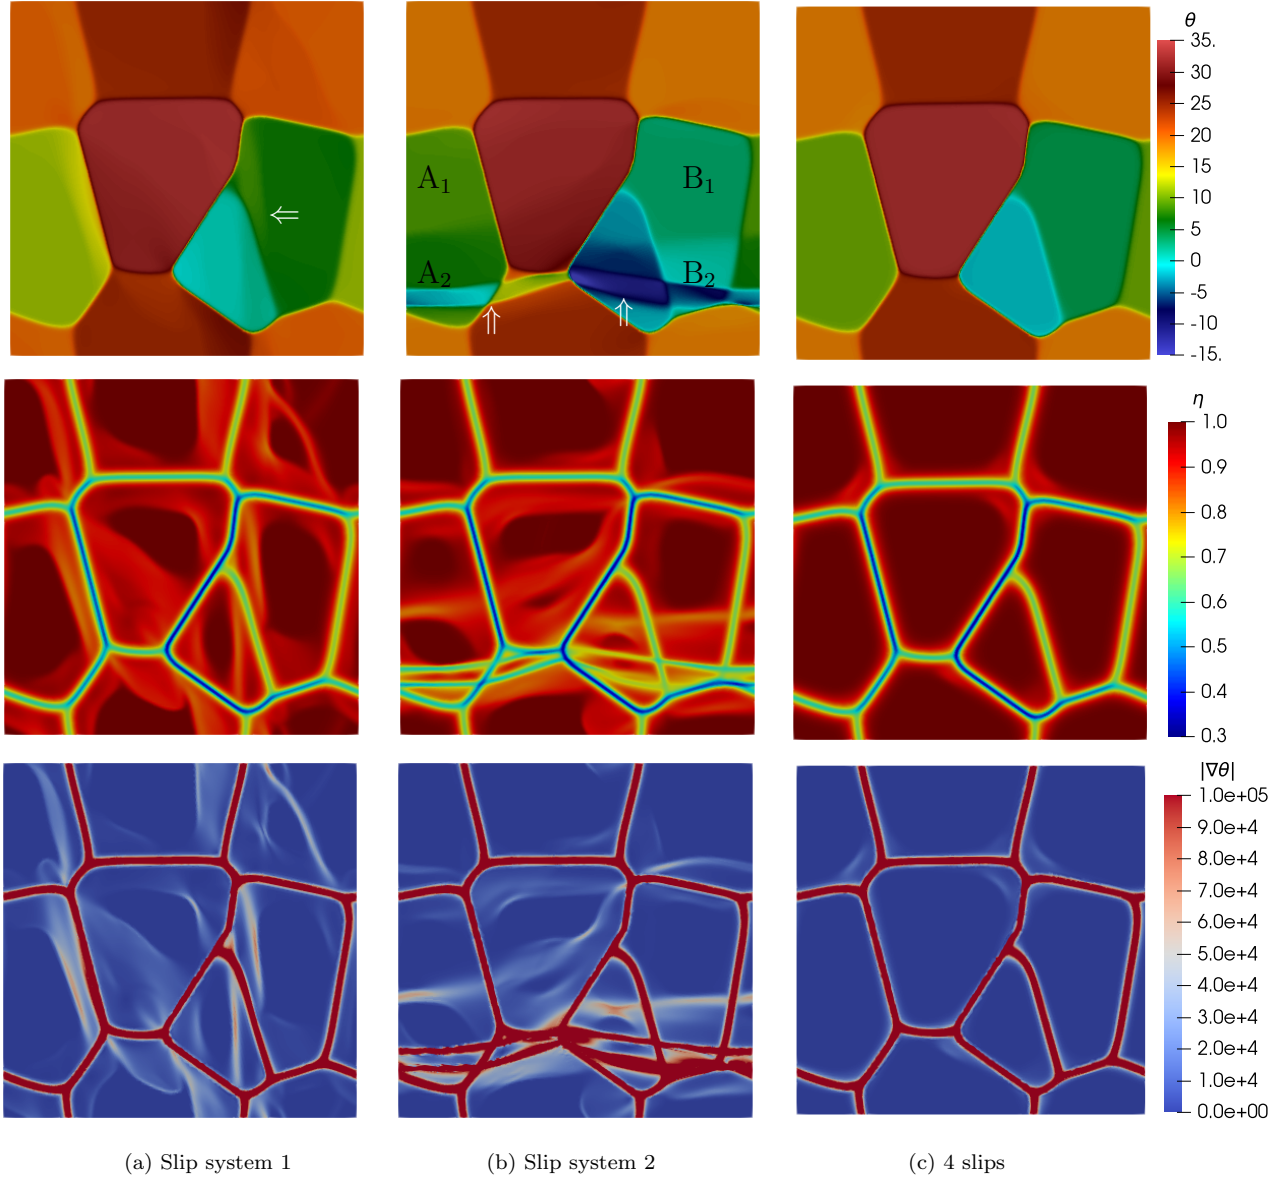 θ
35.
30
25
20
15
10
5
0
-5
-10
-15.
A₁
B₁
⇐
A₂
B₂
⇑
⇑
η
1.0
0.9
0.8
0.7
0.6
0.5
0.4
0.3
|∇θ|
1.0e+05
9.0e+4
8.0e+4
7.0e+4
6.0e+4
5.0e+4
4.0e+4
3.0e+4
2.0e+4
1.0e+4
0.0e+00
(a) Slip system 1
(b) Slip system 2
(c) 4 slips